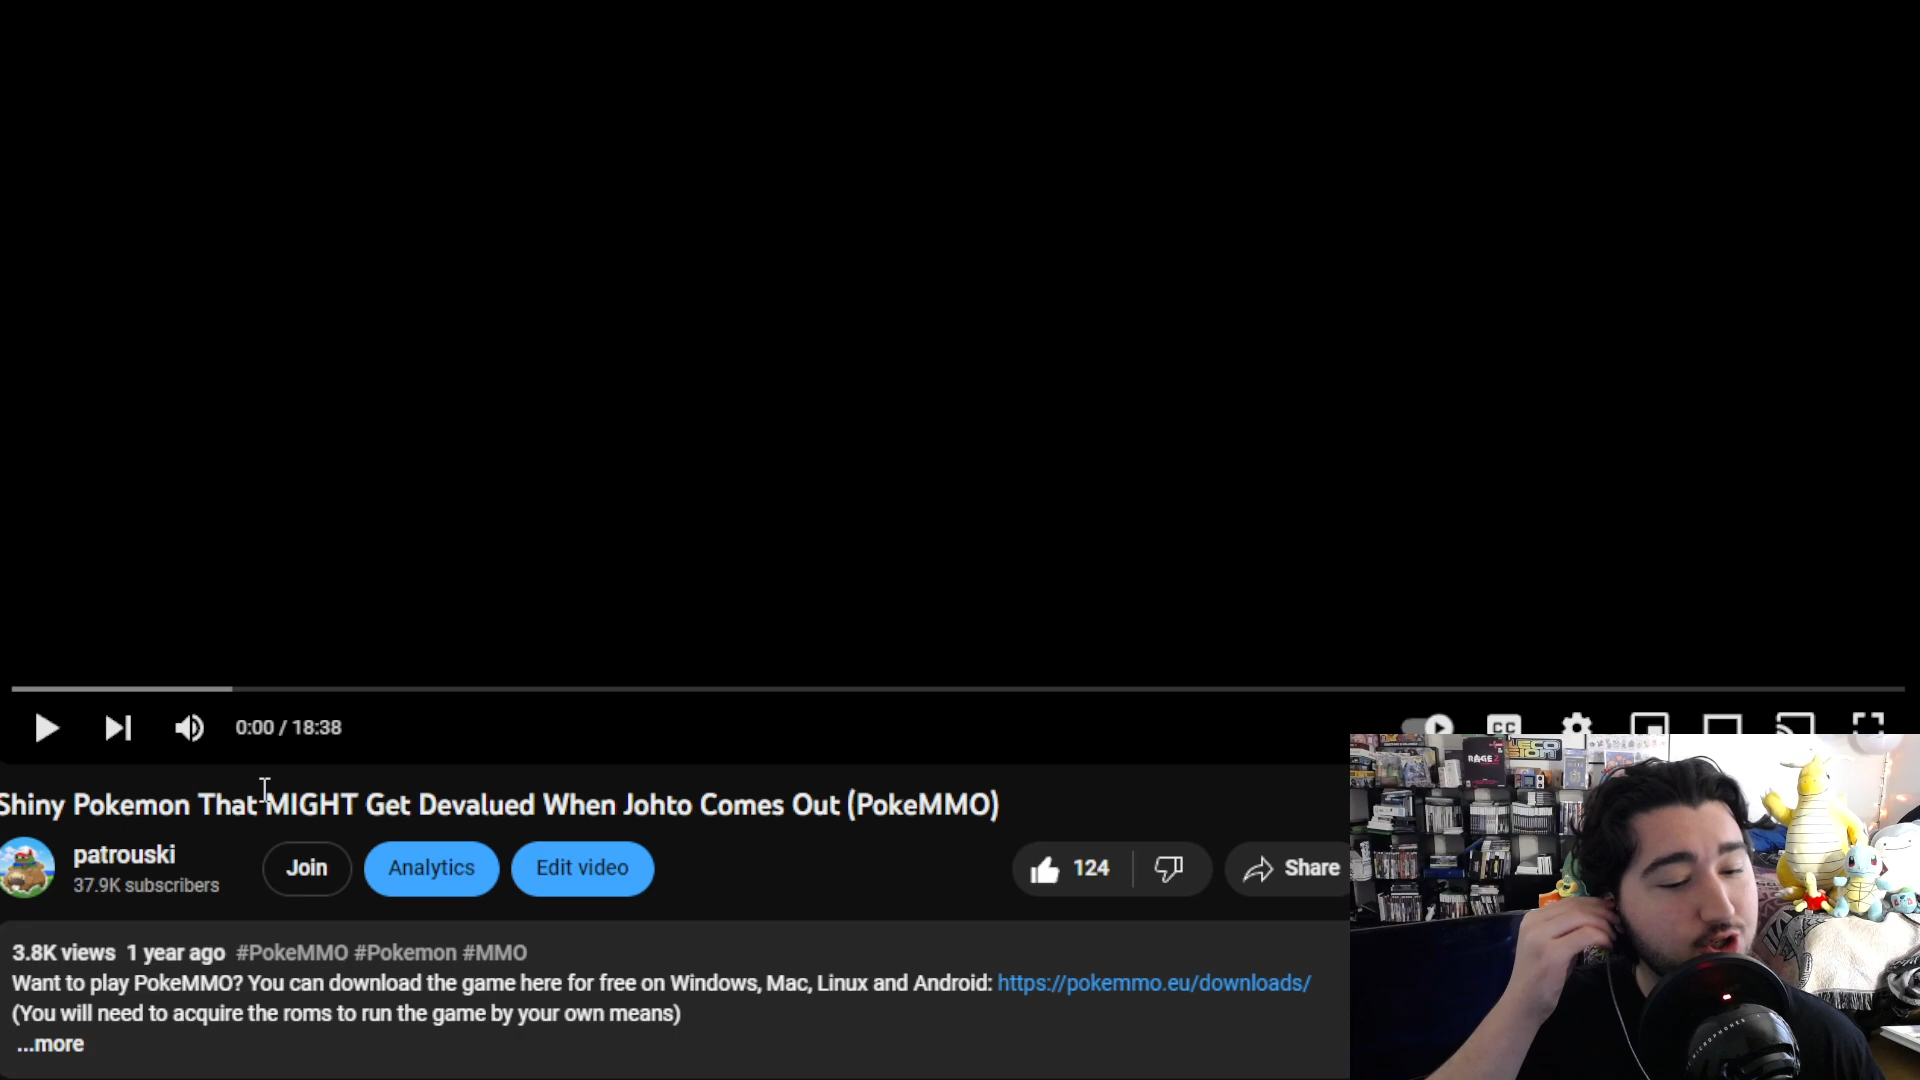 0:00 / 18:38
CC
Shiny Pokemon That MIGHT Get Devalued When Johto Comes Out (PokeMMO)
patrouski
37.9K subscribers
Join
Analytics
Edit video
124
Share
3.8K views 1 year ago #PokeMMO #Pokemon #MMO
Want to play PokeMMO? You can download the game here for free on Windows, Mac, Linux and Android: https://pokemmo.eu/downloads/
(You will need to acquire the roms to run the game by your own means)
...more
RAGE 2